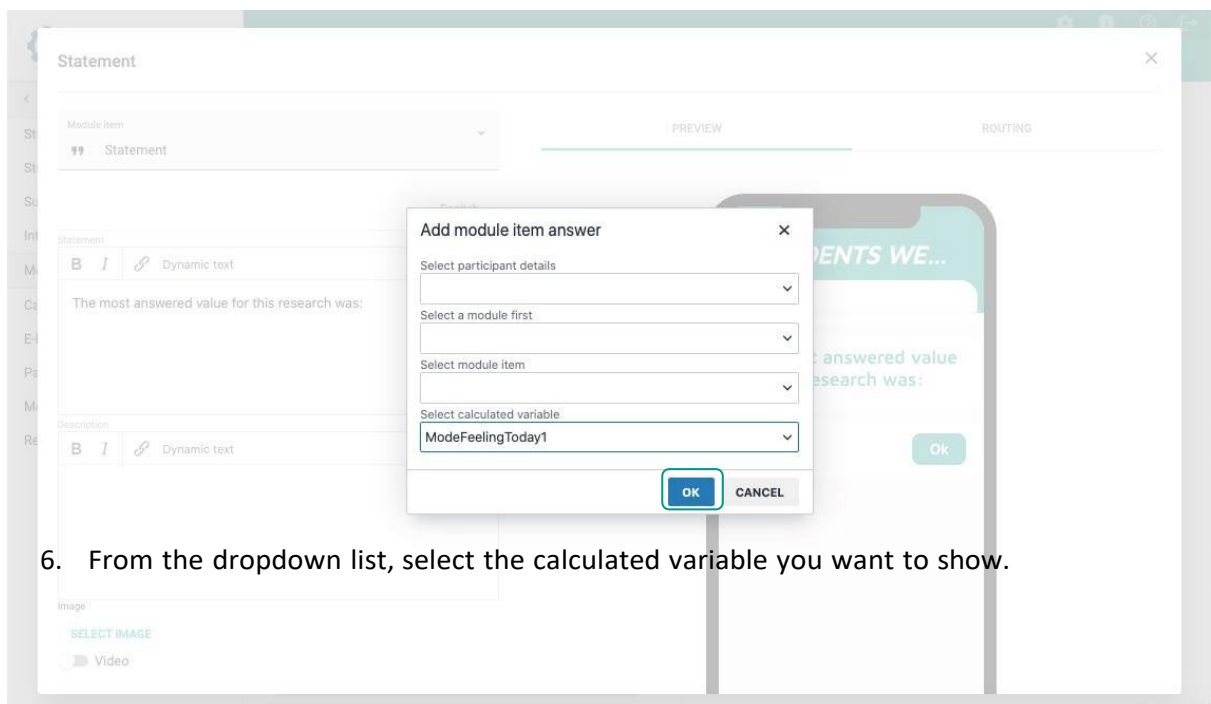 Statement
×
Module item
Statement
PREVIEW
ROUTING
English
Statement
B I Dynamic text
The most answered value for this research was:
Description
B I Dynamic text
Image
SELECT IMAGE
Video
Add module item answer ×
Select participant details
Select a module first
Select module item
Select calculated variable
ModeFeelingToday1
OK CANCEL
DENTS WE...
answered value
esearch was:
Ok
6. From the dropdown list, select the calculated variable you want to show.